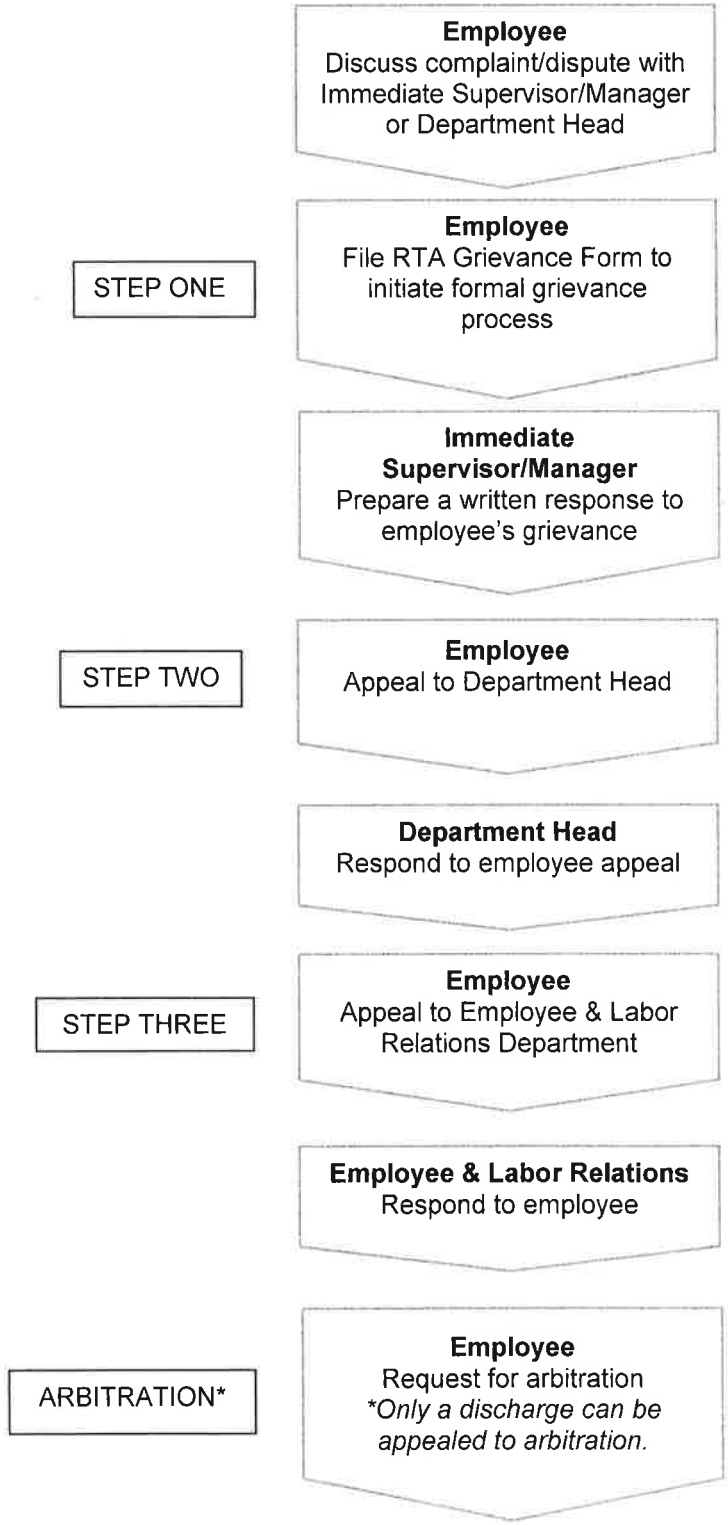 Employee
Discuss complaint/dispute with
Immediate Supervisor/Manager
or Department Head
STEP ONE
Employee
File RTA Grievance Form to
initiate formal grievance
process
Immediate
Supervisor/Manager
Prepare a written response to
employee's grievance
STEP TWO
Employee
Appeal to Department Head
Department Head
Respond to employee appeal
STEP THREE
Employee
Appeal to Employee & Labor
Relations Department
Employee & Labor Relations
Respond to employee
ARBITRATION*
Employee
Request for arbitration
*Only a discharge can be
appealed to arbitration.